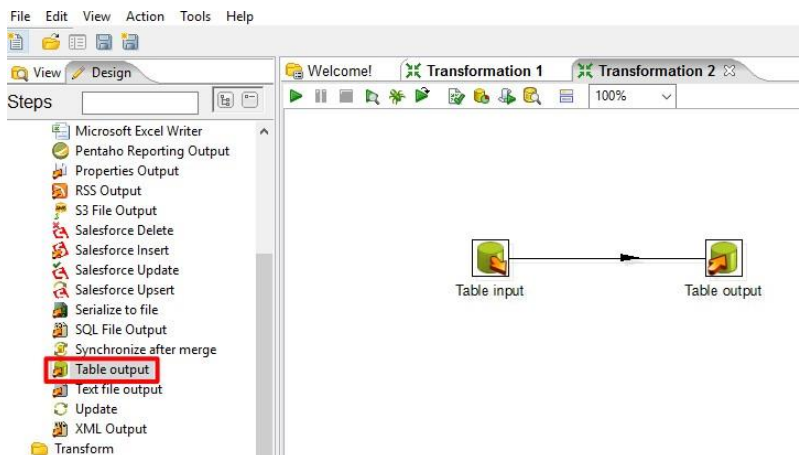 File Edit View Action Tools Help
View Design
Steps
Microsoft Excel Writer
Pentaho Reporting Output
Properties Output
RSS Output
S3 File Output
Salesforce Delete
Salesforce Insert
Salesforce Update
Salesforce Upsert
Serialize to file
SQL File Output
Synchronize after merge
Table output
Text file output
Update
XML Output
Transform
Welcome! Transformation 1 Transformation 2
100%
Table input Table output